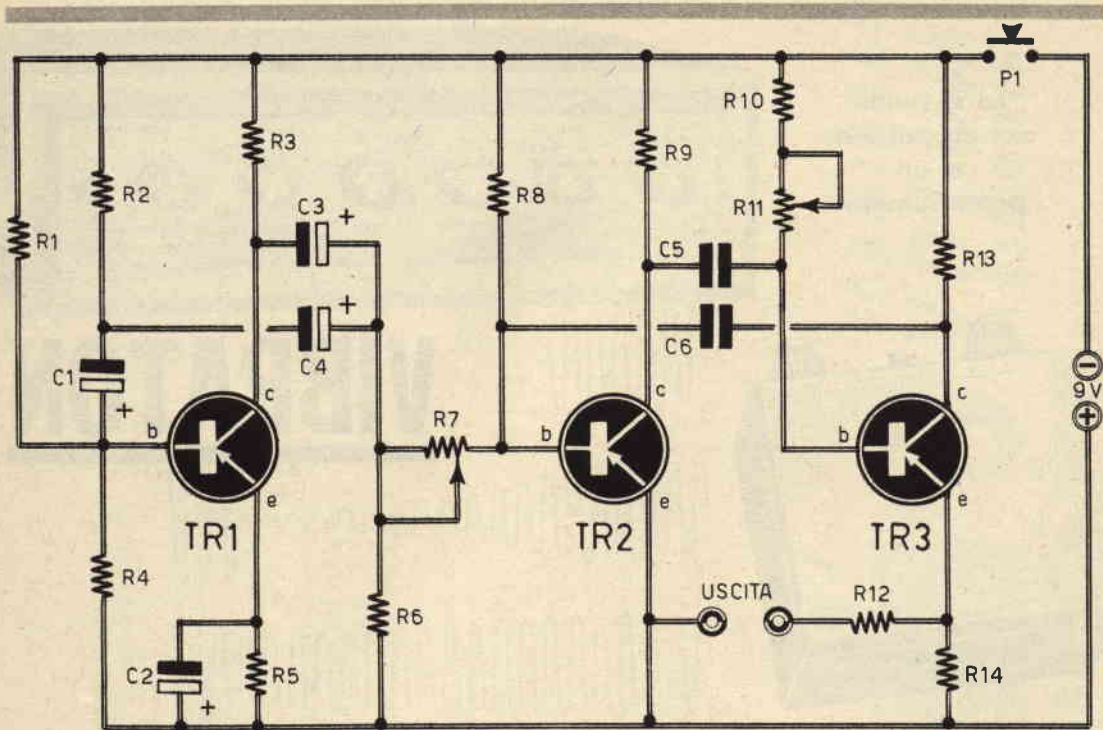 P1
R10
R3
R9
R2
R8
R11
R1
C3 +
C5
R13
C4 +
C6
C1 +
c
c
c
9V
b
R7
b
b
e
e
e
TR1
TR2
TR3
R4
USCITA
R12
R6
C2 +
R5
R14